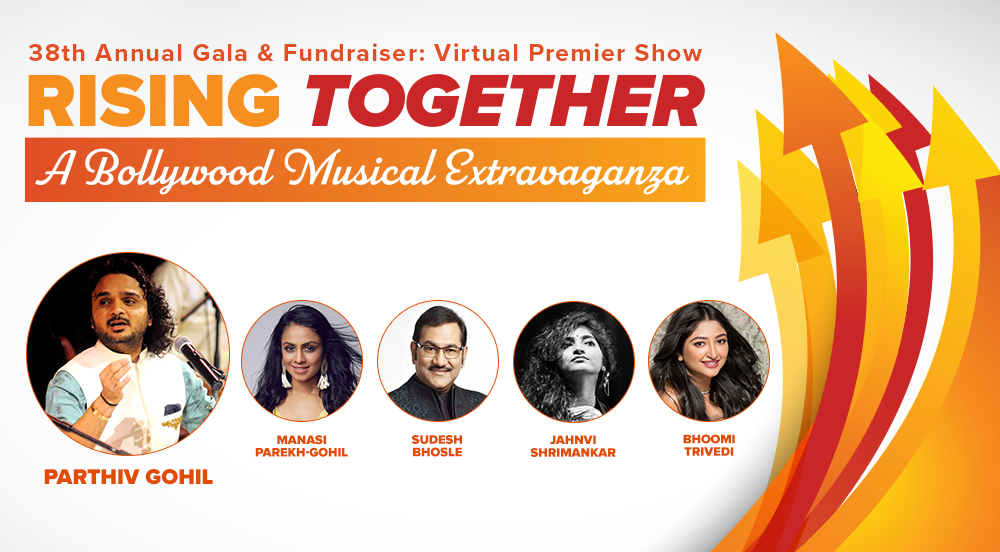 38th Annual Gala & Fundraiser: Virtual Premier Show
RISING TOGETHER
A Bollywood Musical Extravaganza
PARTHIV GOHIL
MANASI
PAREKH-GOHIL
SUDESH
BHOSLE
JAHNVI
SHRIMANKAR
BHOOMI
TRIVEDI